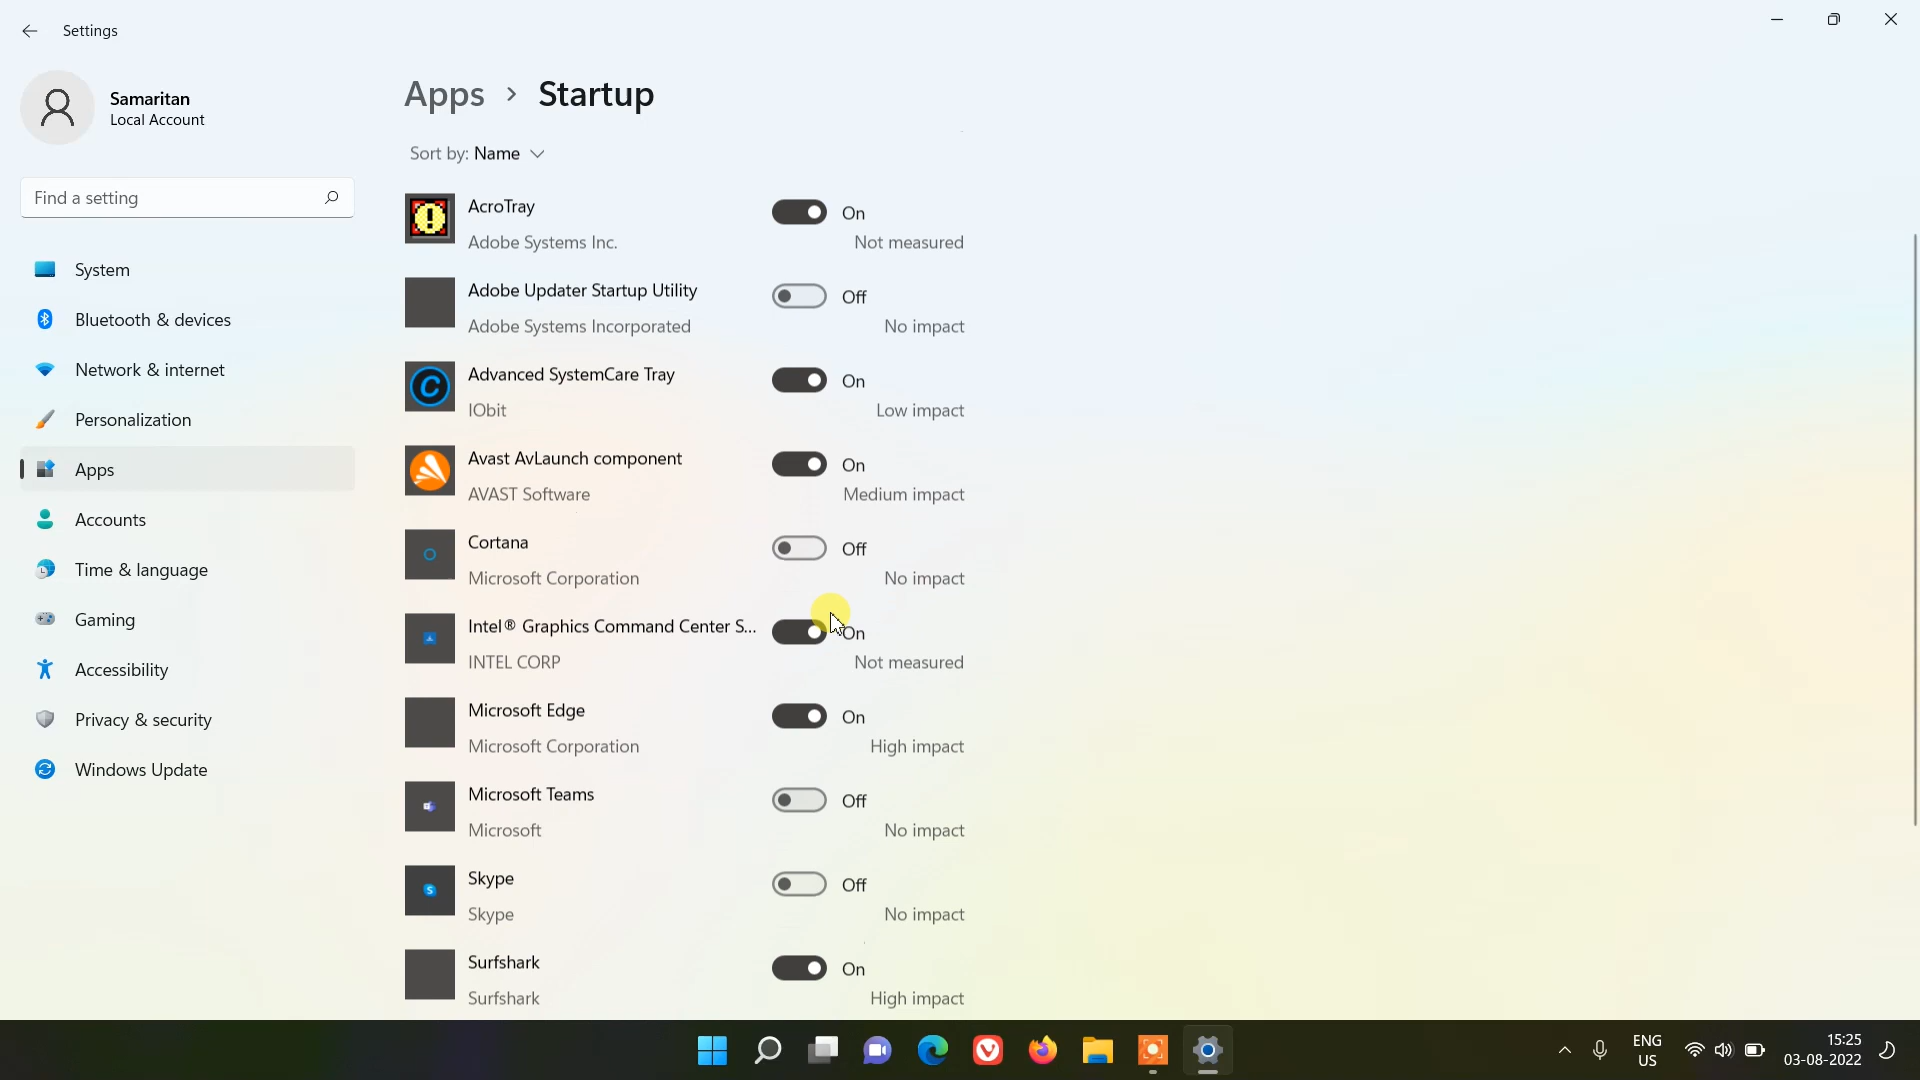 Settings
Samaritan
Local Account
Find a setting
System
Bluetooth & devices
Network & internet
Personalization
Apps
Accounts
Time & language
Gaming
Accessibility
Privacy & security
Windows Update
Apps > Startup
Sort by: Name
AcroTray
On
Adobe Systems Inc.
Not measured
Adobe Updater Startup Utility
Off
Adobe Systems Incorporated
No impact
Advanced SystemCare Tray
On
IObit
Low impact
Avast AvLaunch component
On
AVAST Software
Medium impact
Cortana
Off
Microsoft Corporation
No impact
Intel® Graphics Command Center S...
On
INTEL CORP
Not measured
Microsoft Edge
On
Microsoft Corporation
High impact
Microsoft Teams
Off
Microsoft
No impact
Skype
Off
Skype
No impact
Surfshark
On
Surfshark
High impact
ENG
US
15:25
03-08-2022